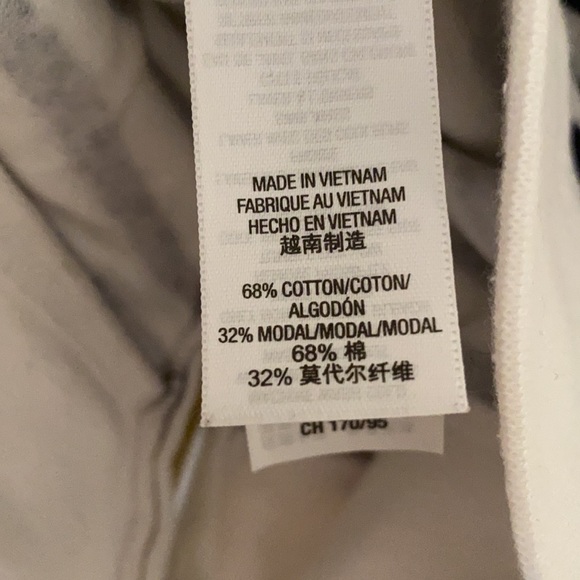 MADE IN VIETNAM
FABRIQUE AU VIETNAM
HECHO EN VIETNAM
越南制造
68% COTTON/COTON/
ALGODÓN
32% MODAL/MODAL/MODAL
68% 棉
32% 莫代尔纤维
CH 170/95